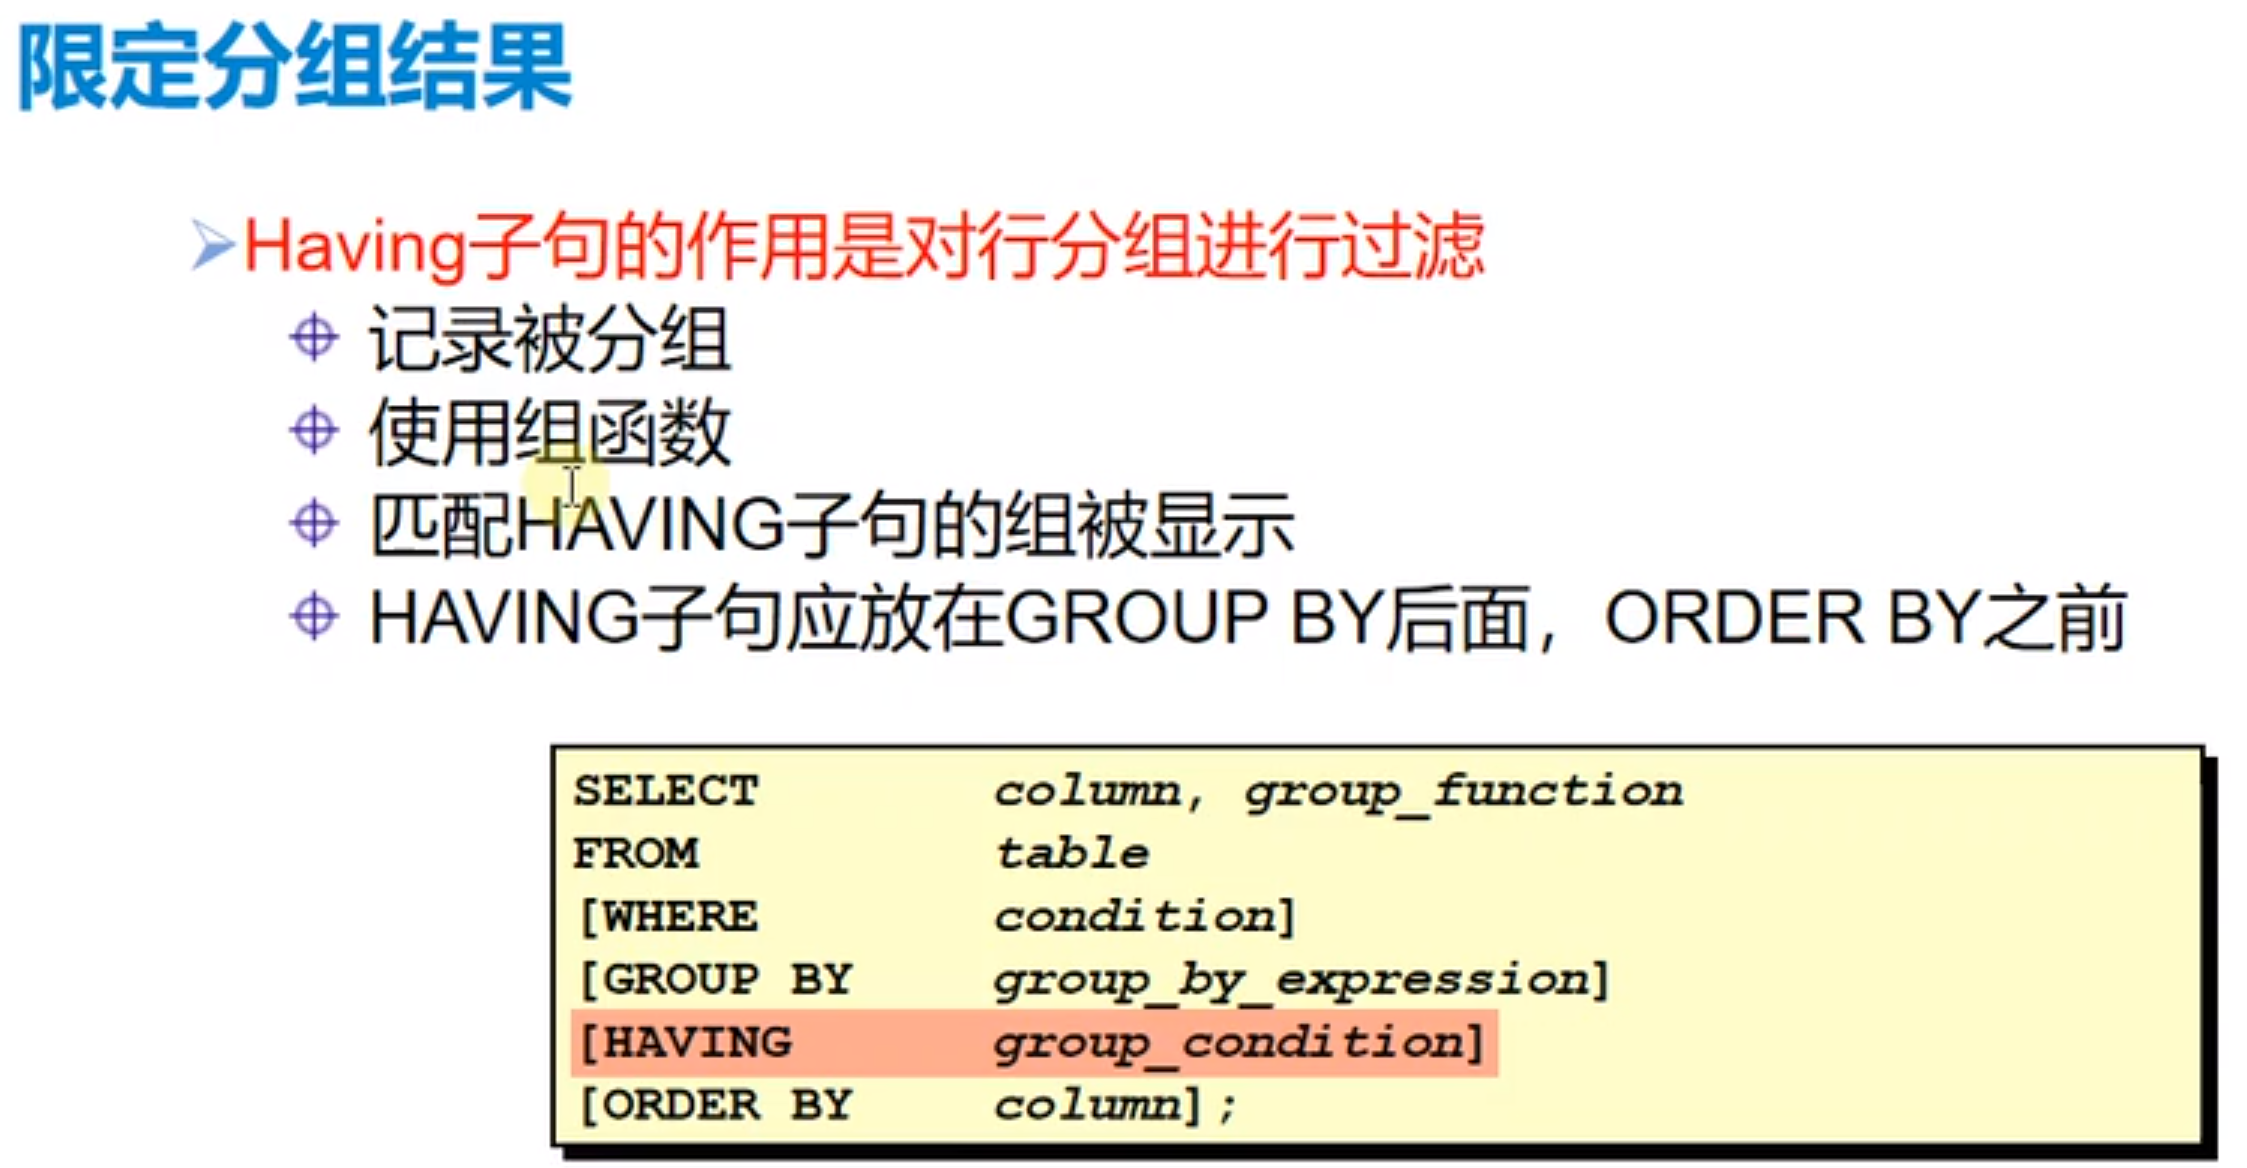 限定分组结果
Having子句的作用是对行分组进行过滤
记录被分组
使用组函数
匹配HAVING子句的组被显示
HAVING子句应放在GROUP BY后面，ORDER BY之前
SELECT column, group_function
FROM table
[WHERE condition]
[GROUP BY group_by_expression]
[HAVING group_condition]
[ORDER BY column];